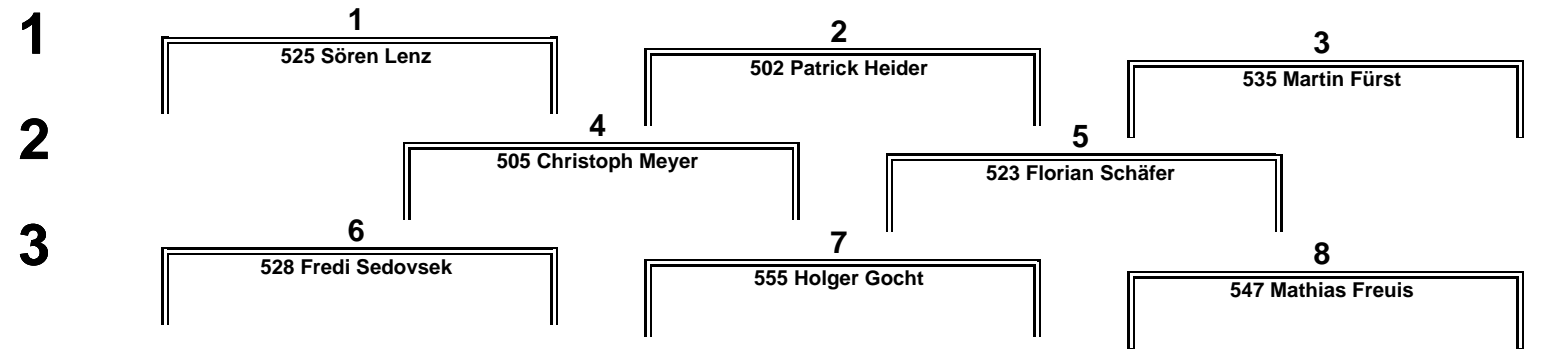 1
1
525 Sören Lenz
2
502 Patrick Heider
3
535 Martin Fürst
2
4
505 Christoph Meyer
5
523 Florian Schäfer
3
6
528 Fredi Sedovsek
7
555 Holger Gocht
8
547 Mathias Freuis